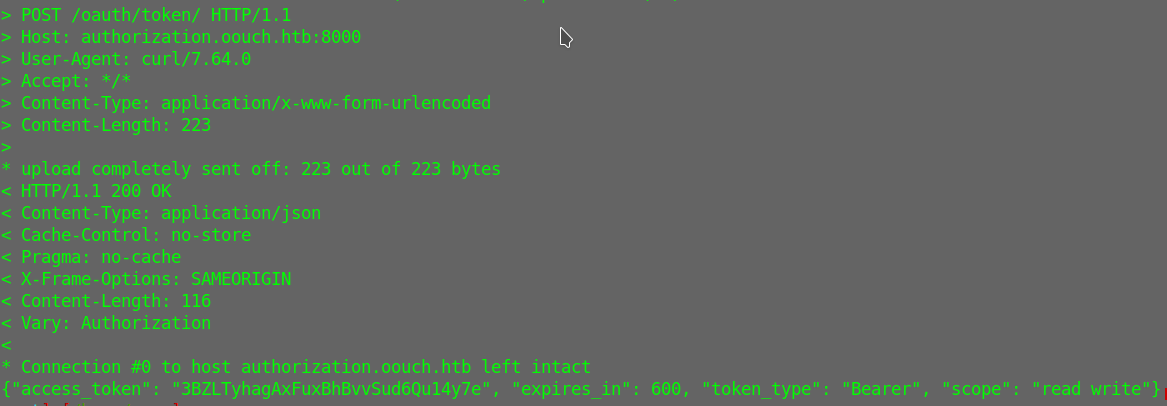 > POST /oauth/token/ HTTP/1.1
> Host: authorization.oouch.htb:8000
> User-Agent: curl/7.64.0
> Accept: */*
> Content-Type: application/x-www-form-urlencoded
> Content-Length: 223
>
* upload completely sent off: 223 out of 223 bytes
< HTTP/1.1 200 OK
< Content-Type: application/json
< Cache-Control: no-store
< Pragma: no-cache
< X-Frame-Options: SAMEORIGIN
< Content-Length: 116
< Vary: Authorization
<
* Connection #0 to host authorization.oouch.htb left intact
{"access_token": "3BZLTyhagAxFuxBhBvvSud6Qu14y7e", "expires_in": 600, "token_type": "Bearer", "scope": "read write"}